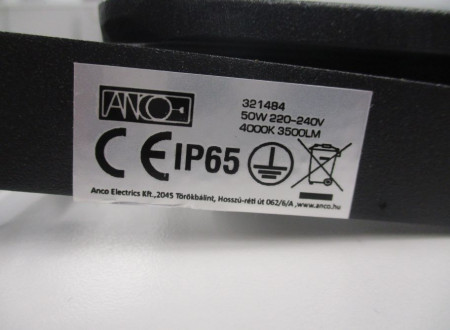 ANCO
321484
50W 220-240V
4000K 3500LM
CE IP65
Anco Electrics Kft.,2045 Törökbálint, Hosszú-réti út 062/6/A ,www.anco.hu